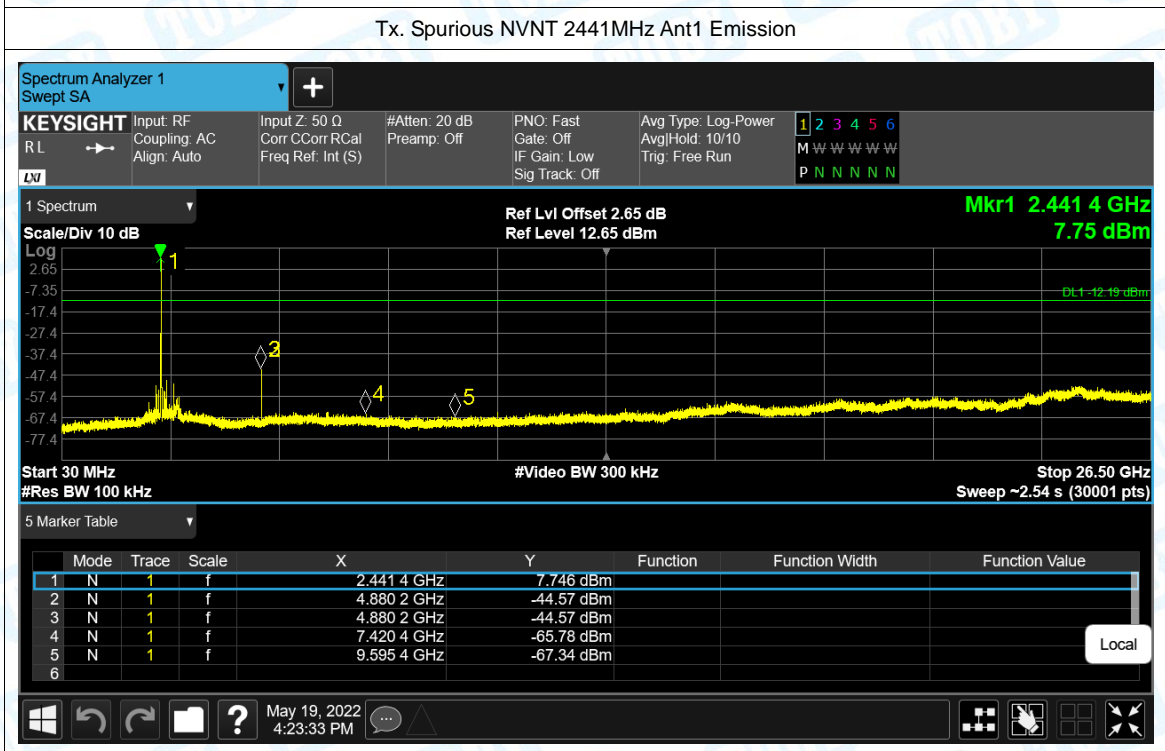 Tx. Spurious NVNT 2441MHz Ant1 Emission
Spectrum Analyzer 1
Swept SA
KEYSIGHT
R L
LXI
Input: RF
Coupling: AC
Align: Auto
Input Z: 50 Ω
Corr CCorr RCal
Freq Ref: Int (S)
#Atten: 20 dB
Preamp: Off
PNO: Fast
Gate: Off
IF Gain: Low
Sig Track: Off
Avg Type: Log-Power
Avg|Hold: 10/10
Trig: Free Run
1 2 3 4 5 6
M W W W W W
P N N N N N
1 Spectrum
Scale/Div 10 dB
Ref Lvl Offset 2.65 dB
Ref Level 12.65 dBm
Mkr1 2.441 4 GHz
7.75 dBm
Log
2.65
-7.35
-17.4
-27.4
-37.4
-47.4
-57.4
-67.4
-77.4
1
DL1 -12.19 dBm
3
4
5
Start 30 MHz
#Video BW 300 kHz
Stop 26.50 GHz
#Res BW 100 kHz
Sweep ~2.54 s (30001 pts)
5 Marker Table
Mode Trace Scale X Y Function Function Width Function Value
1 N 1 f 2.441 4 GHz 7.746 dBm
2 N 1 f 4.880 2 GHz -44.57 dBm
3 N 1 f 4.880 2 GHz -44.57 dBm
4 N 1 f 7.420 4 GHz -65.78 dBm
5 N 1 f 9.595 4 GHz -67.34 dBm
6
Local
?
May 19, 2022
4:23:33 PM
TOBY